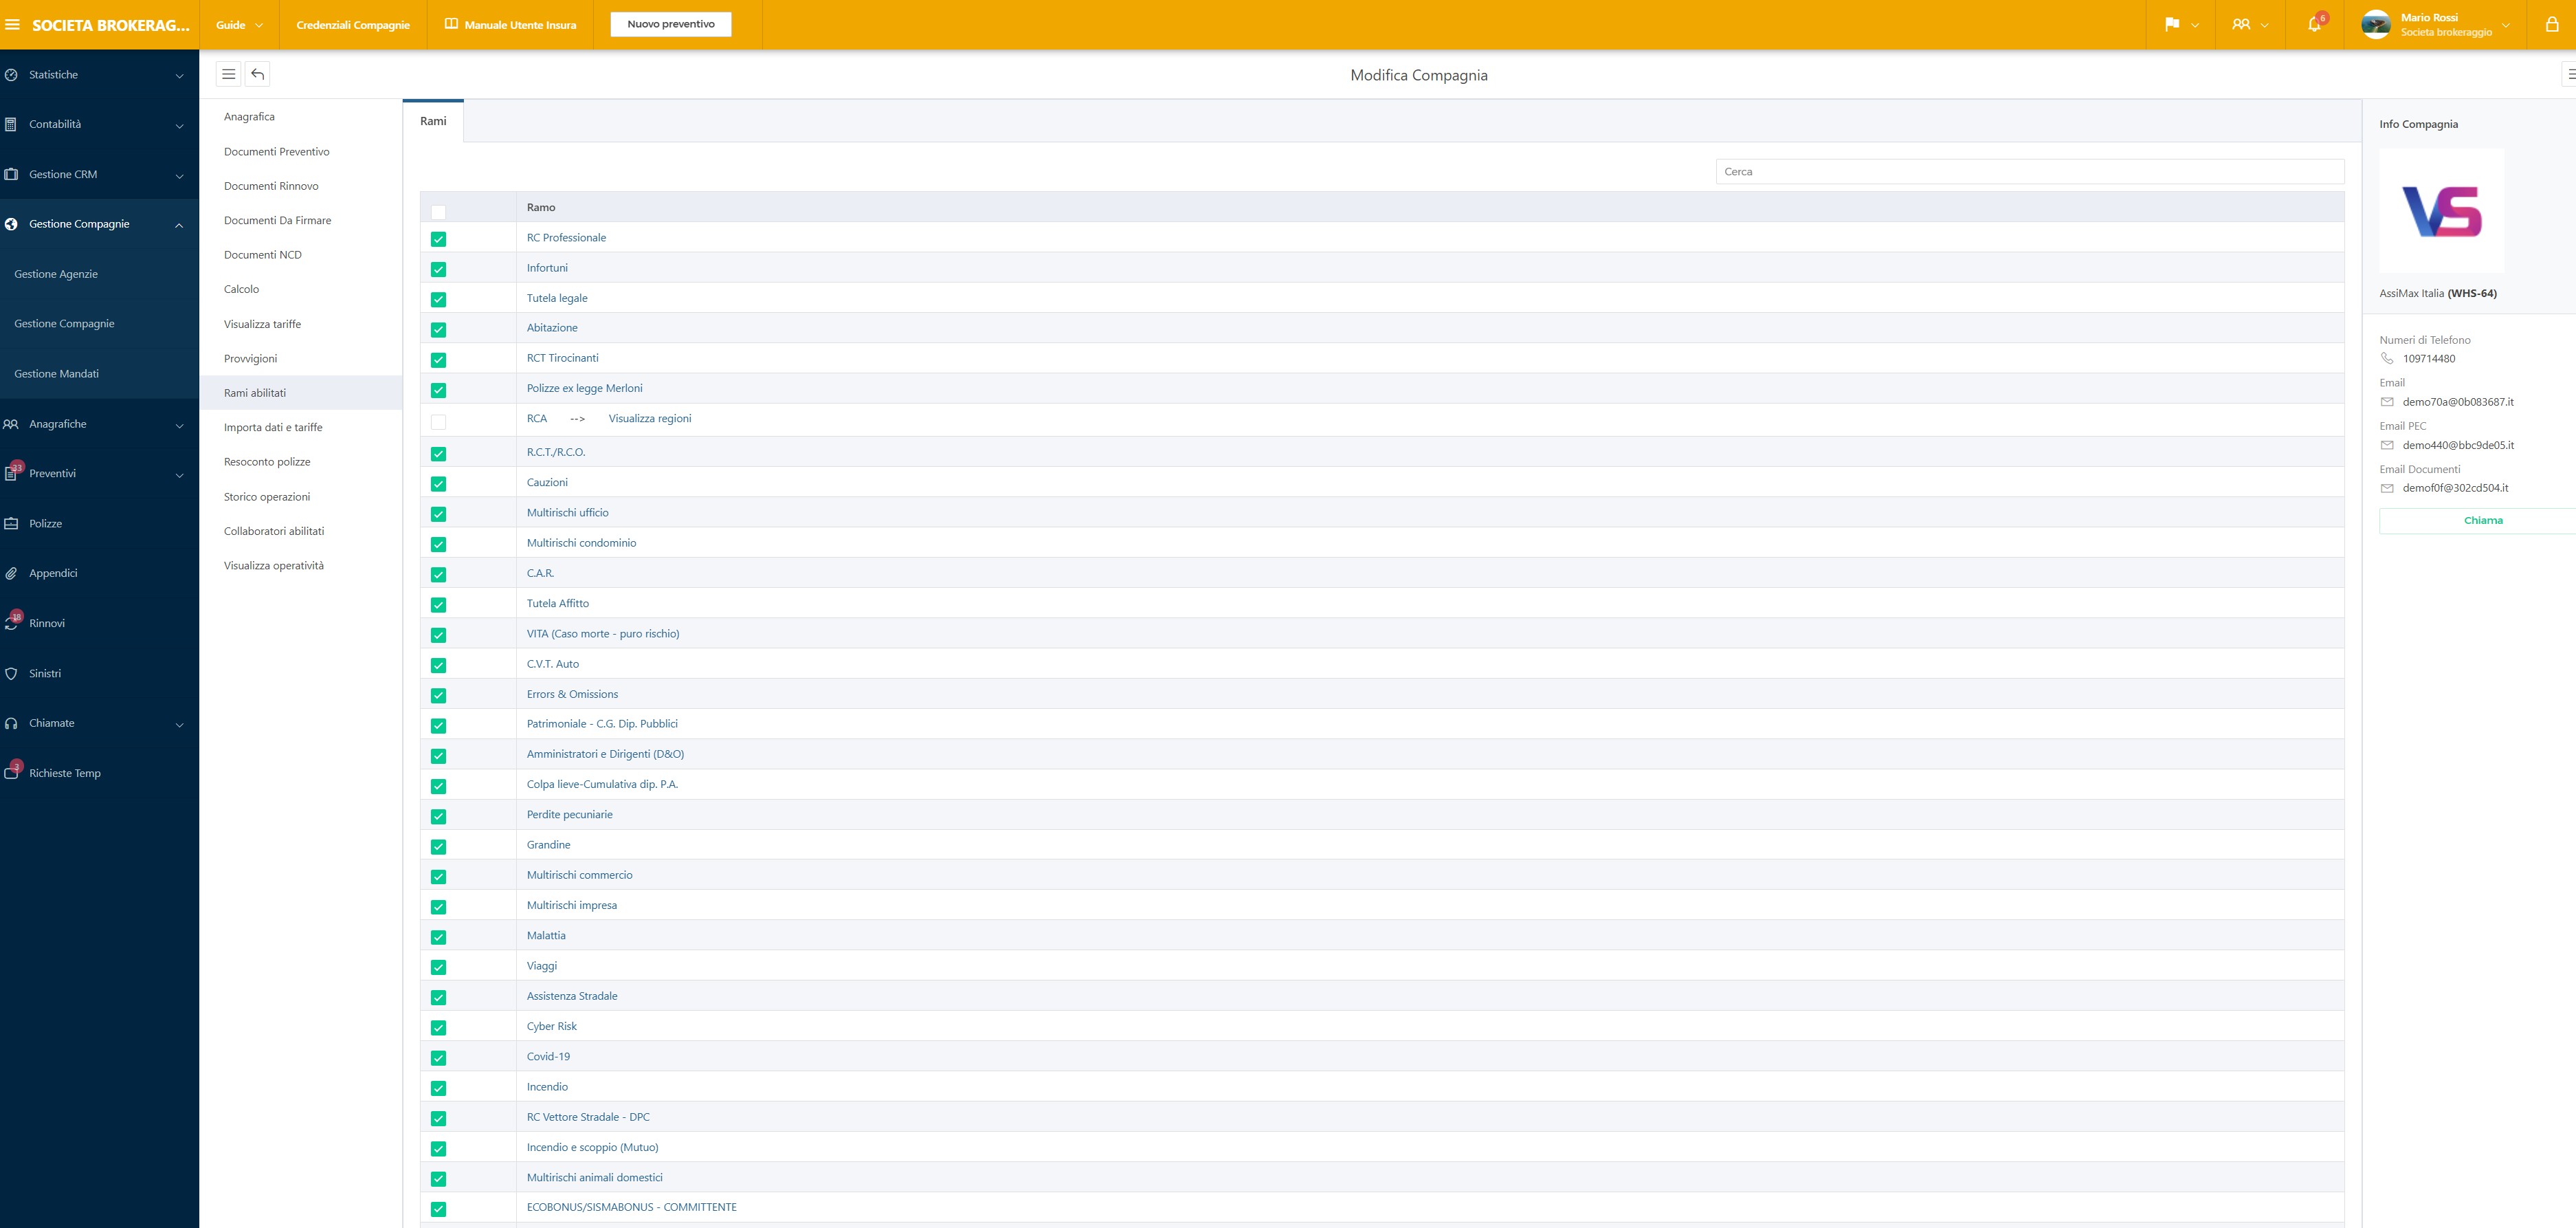 SOCIETA BROKERAG...
Guide
Credenziali Compagnie
Manuale Utente Insura
Nuovo preventivo
6
Mario Rossi
Societa brokeraggio
Statistiche
Contabilità
Gestione CRM
Gestione Compagnie
Gestione Agenzie
Gestione Compagnie
Gestione Mandati
Anagrafiche
33
Preventivi
Polizze
Appendici
18
Rinnovi
Sinistri
Chiamate
3
Richieste Temp
Modifica Compagnia
Anagrafica
Documenti Preventivo
Documenti Rinnovo
Documenti Da Firmare
Documenti NCD
Calcolo
Visualizza tariffe
Provvigioni
Rami abilitati
Importa dati e tariffe
Resoconto polizze
Storico operazioni
Collaboratori abilitati
Visualizza operatività
Rami
Cerca
Ramo
RC Professionale
Infortuni
Tutela legale
Abitazione
RCT Tirocinanti
Polizze ex legge Merloni
RCA --> Visualizza regioni
R.C.T./R.C.O.
Cauzioni
Multirischi ufficio
Multirischi condominio
C.A.R.
Tutela Affitto
VITA (Caso morte - puro rischio)
C.V.T. Auto
Errors & Omissions
Patrimoniale - C.G. Dip. Pubblici
Amministratori e Dirigenti (D&O)
Colpa lieve-Cumulativa dip. P.A.
Perdite pecuniarie
Grandine
Multirischi commercio
Multirischi impresa
Malattia
Viaggi
Assistenza Stradale
Cyber Risk
Covid-19
Incendio
RC Vettore Stradale - DPC
Incendio e scoppio (Mutuo)
Multirischi animali domestici
ECOBONUS/SISMABONUS - COMMITTENTE
Info Compagnia
VS
AssiMax Italia (WHS-64)
Numeri di Telefono
109714480
Email
demo70a@0b083687.it
Email PEC
demo440@bbc9de05.it
Email Documenti
demof0f@302cd504.it
Chiama